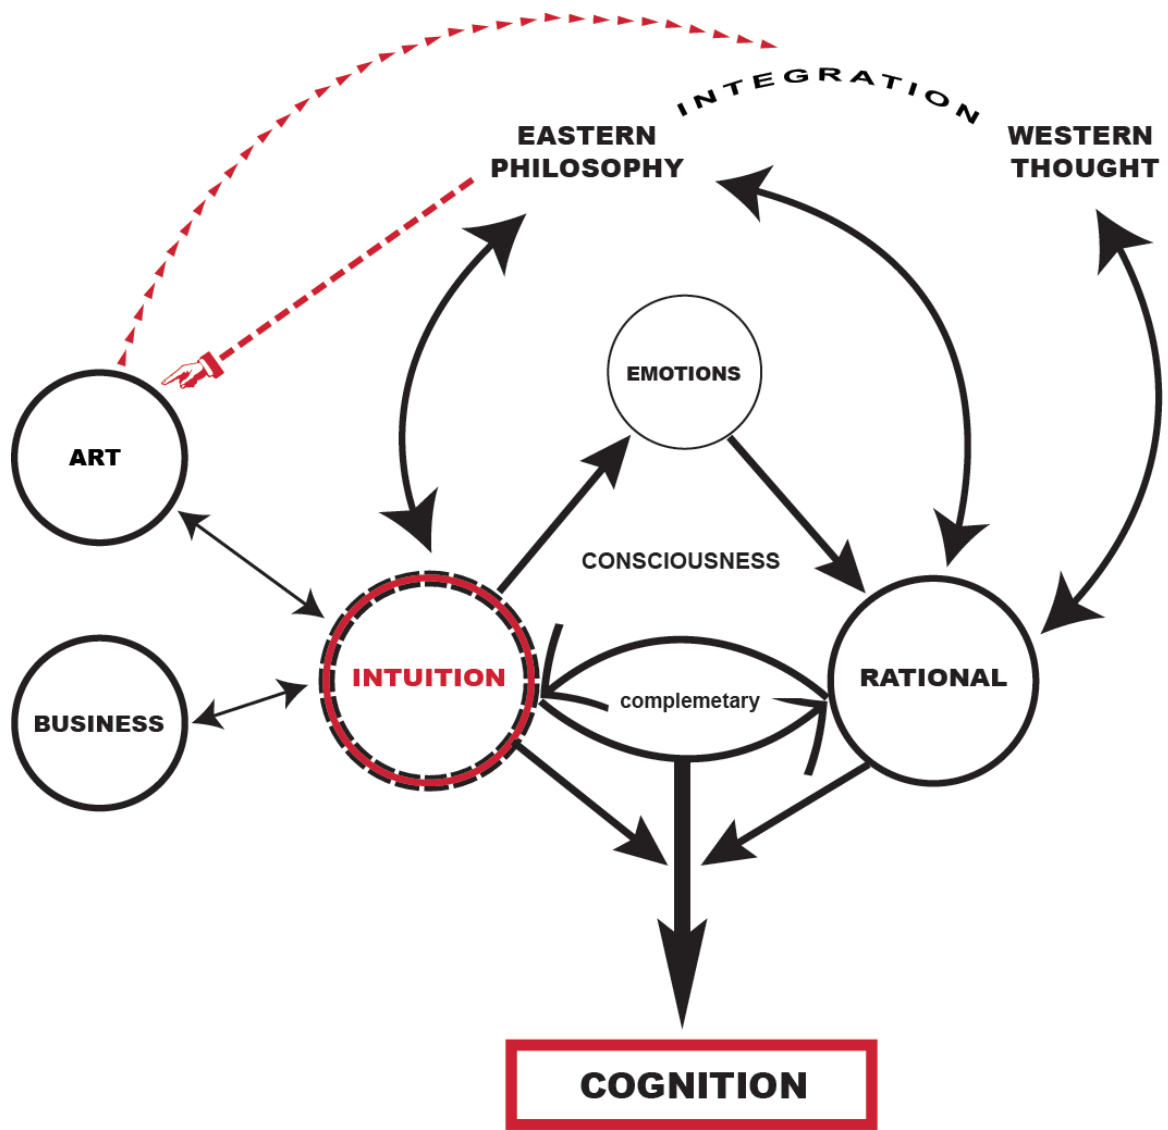 INTEGRATION
EASTERN
PHILOSOPHY
WESTERN
THOUGHT
EMOTIONS
ART
CONSCIOUSNESS
INTUITION
complemetary
RATIONAL
BUSINESS
COGNITION